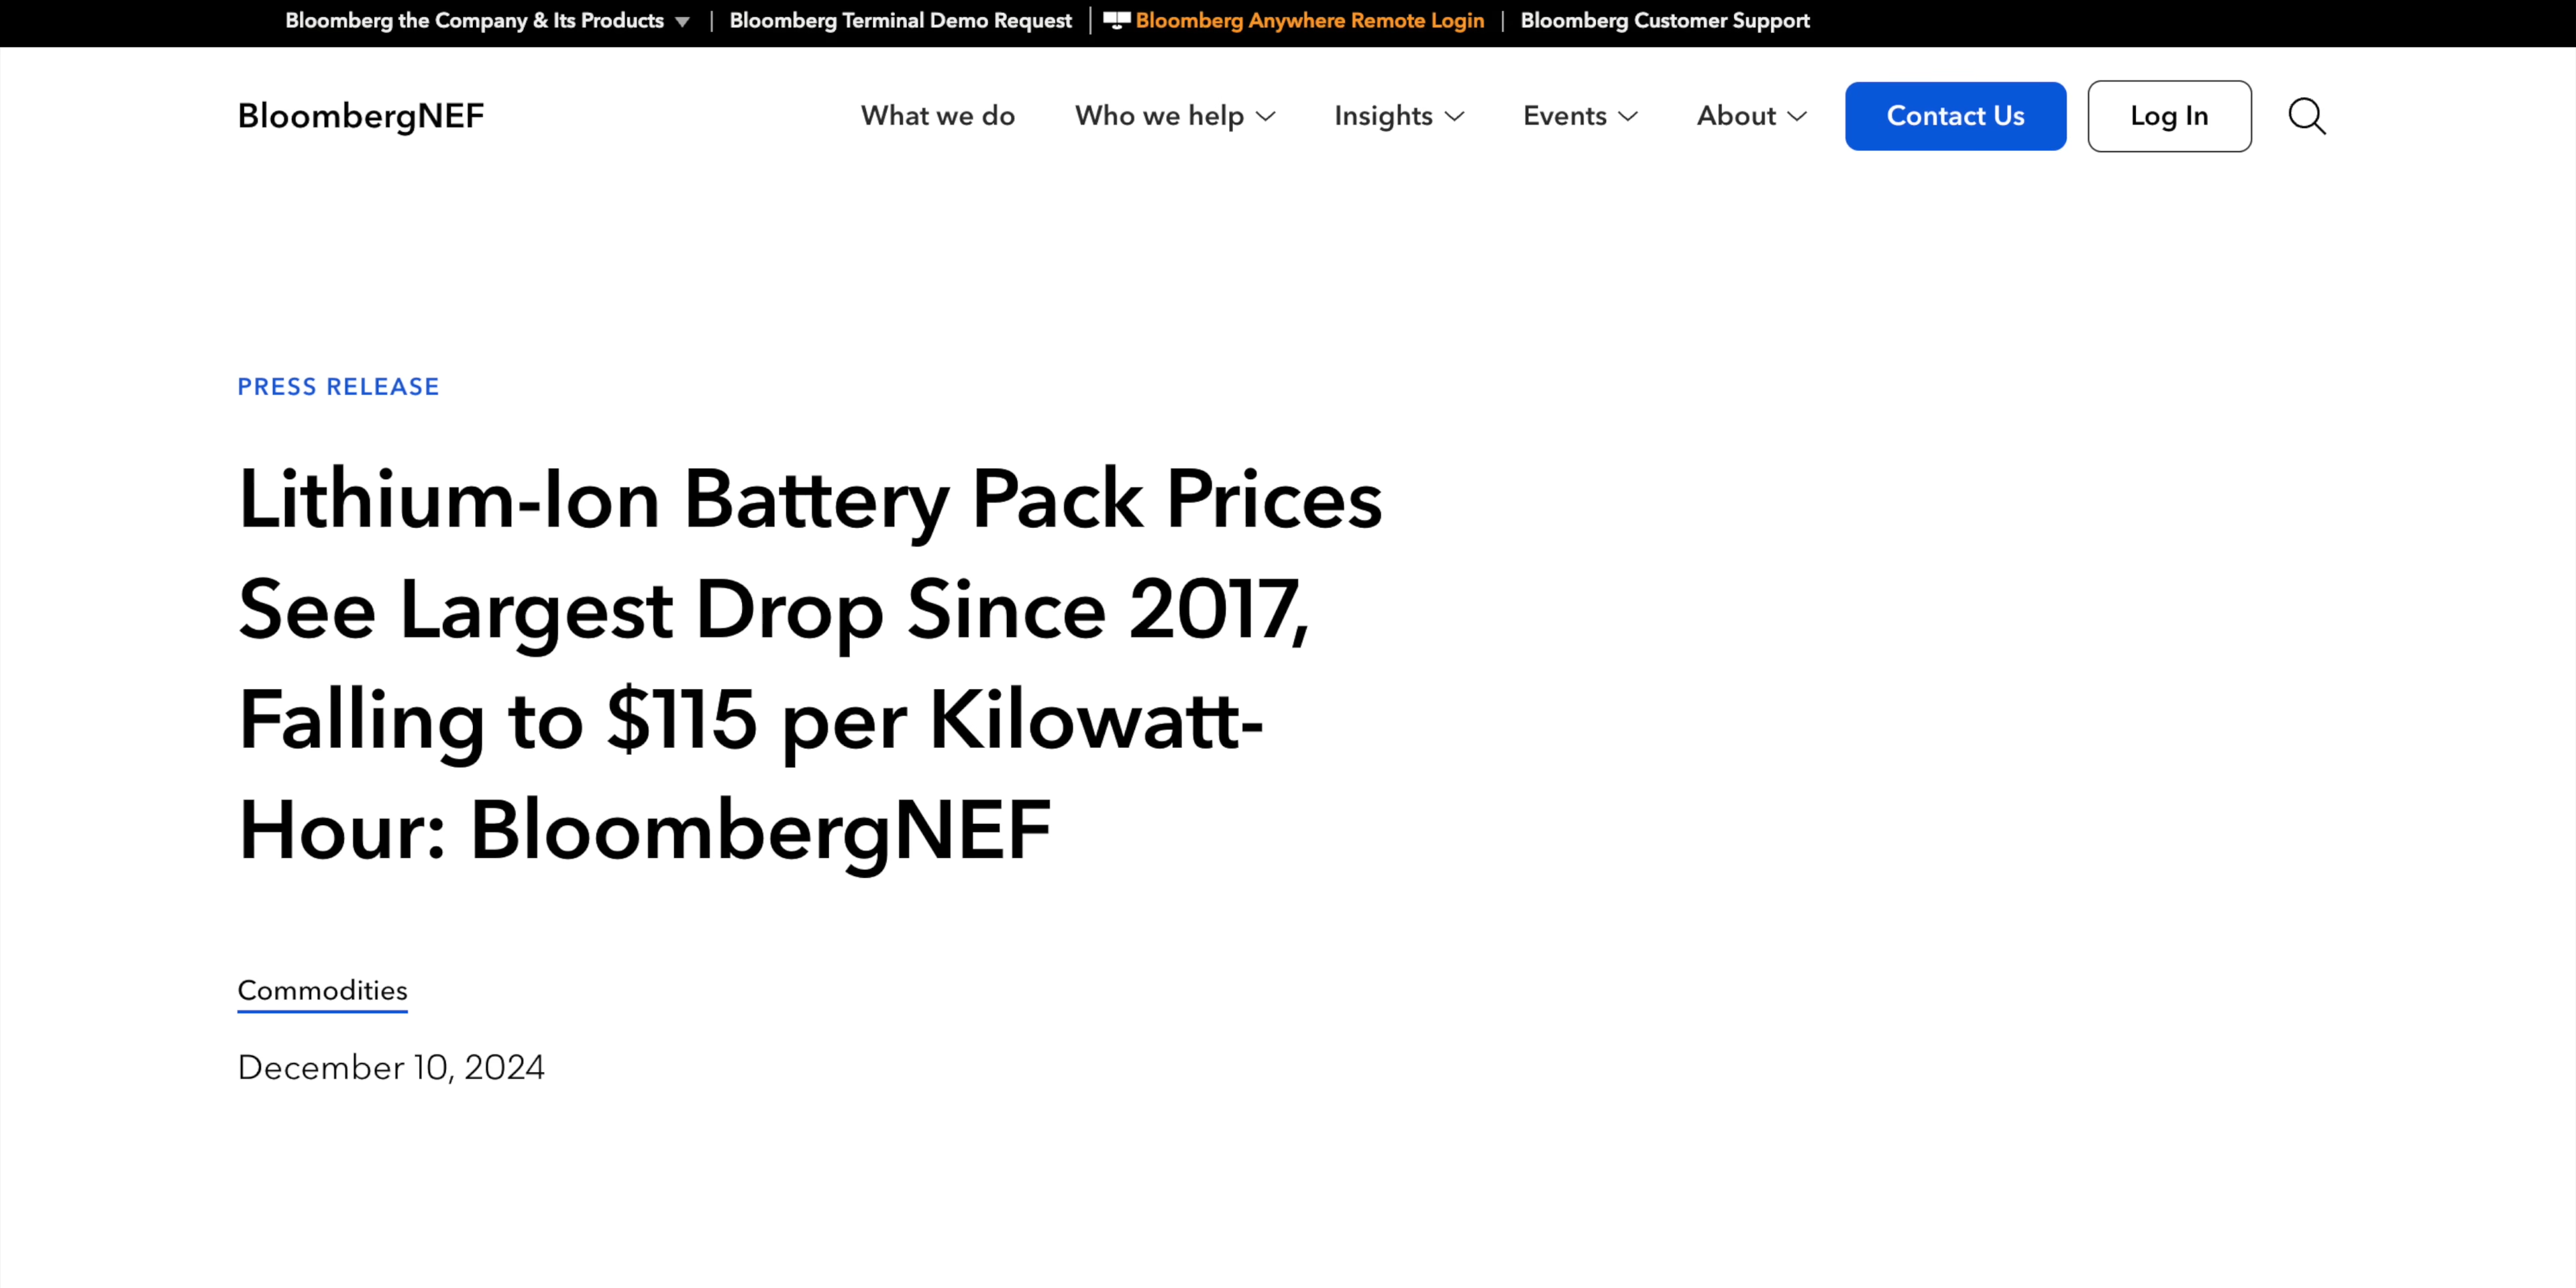 Bloomberg the Company & Its Products | Bloomberg Terminal Demo Request | Bloomberg Anywhere Remote Login | Bloomberg Customer Support
BloombergNEF What we do Who we help Insights Events About Contact Us Log In
PRESS RELEASE
Lithium-Ion Battery Pack Prices
See Largest Drop Since 2017,
Falling to $115 per Kilowatt-
Hour: BloombergNEF
Commodities
December 10, 2024